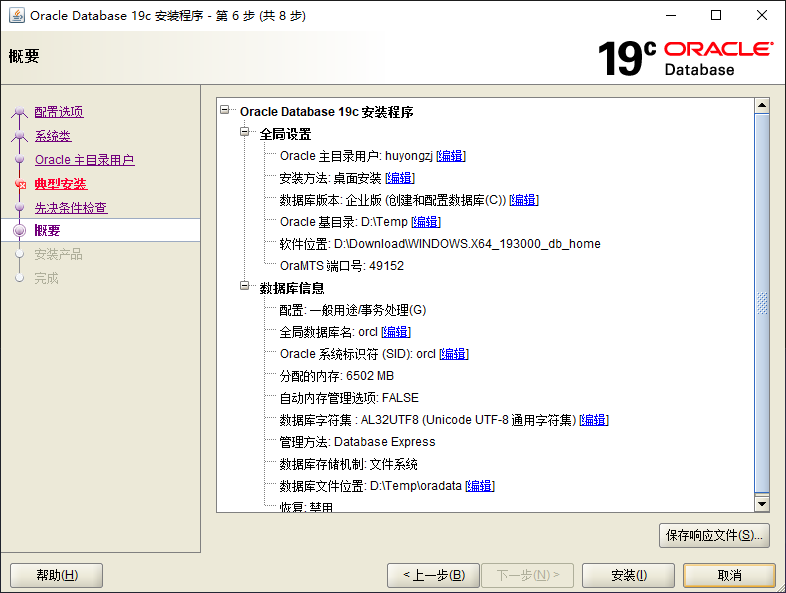 Oracle Database 19c 安装程序 - 第 6 步 (共 8 步)
概要
19c ORACLE
Database
配置选项
系统类
Oracle 主目录用户
典型安装
先决条件检查
概要
安装产品
完成
Oracle Database 19c 安装程序
全局设置
Oracle 主目录用户: huyongzj [编辑]
安装方法: 桌面安装 [编辑]
数据库版本: 企业版 (创建和配置数据库(C)) [编辑]
Oracle 基目录: D:\Temp [编辑]
软件位置: D:\Download\WINDOWS.X64_193000_db_home
OraMTS 端口号: 49152
数据库信息
配置: 一般用途/事务处理(G)
全局数据库名: orcl [编辑]
Oracle 系统标识符 (SID): orcl [编辑]
分配的内存: 6502 MB
自动内存管理选项: FALSE
数据库字符集 : AL32UTF8 (Unicode UTF-8 通用字符集) [编辑]
管理方法: Database Express
数据库存储机制: 文件系统
数据库文件位置: D:\Temp\oradata [编辑]
恢复: 禁用
保存响应文件(S)...
帮助(H)
< 上一步(B)
下一步(N) >
安装(I)
取消